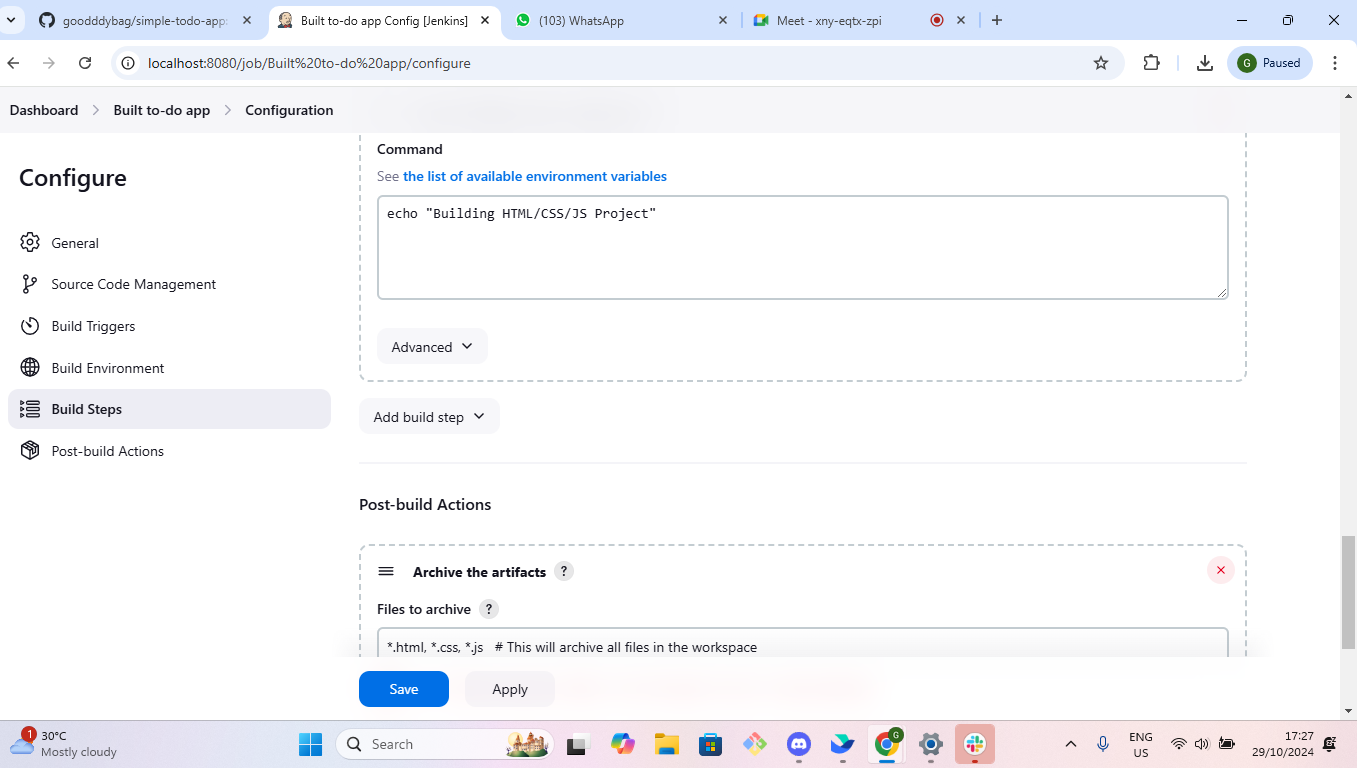 goodddybag/simple-todo-app:
Built to-do app Config [Jenkins]
(103) WhatsApp
Meet - xny-eqtx-zpi
localhost:8080/job/Built%20to-do%20app/configure
G
Paused
Dashboard
Built to-do app
Configuration
Configure
General
Source Code Management
Build Triggers
Build Environment
Build Steps
Post-build Actions
Command
See the list of available environment variables
echo "Building HTML/CSS/JS Project"
Advanced
Add build step
Post-build Actions
Archive the artifacts ?
Files to archive ?
*.html, *.css, *.js # This will archive all files in the workspace
Save
Apply
1
30°C
Mostly cloudy
Search
G
ENG
US
17:27
29/10/2024